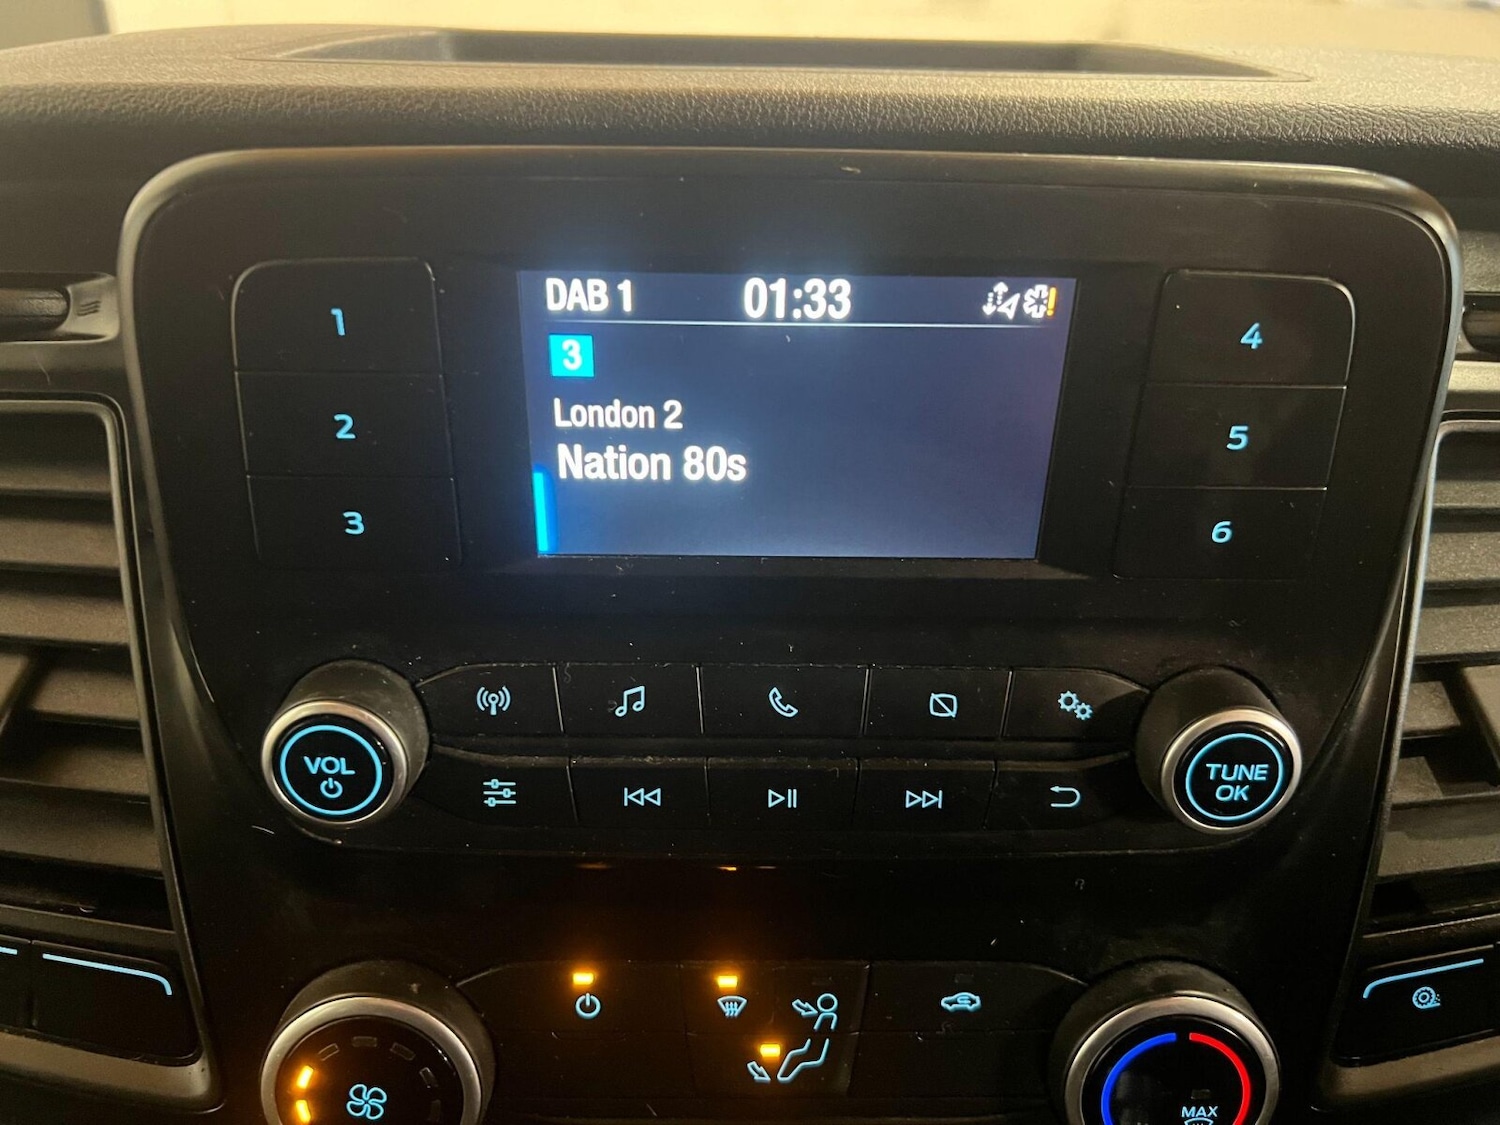 DAB 1 01:33
3
London 2
Nation 80s
1
2
3
4
5
6
VOL
TUNE
OK
MAX